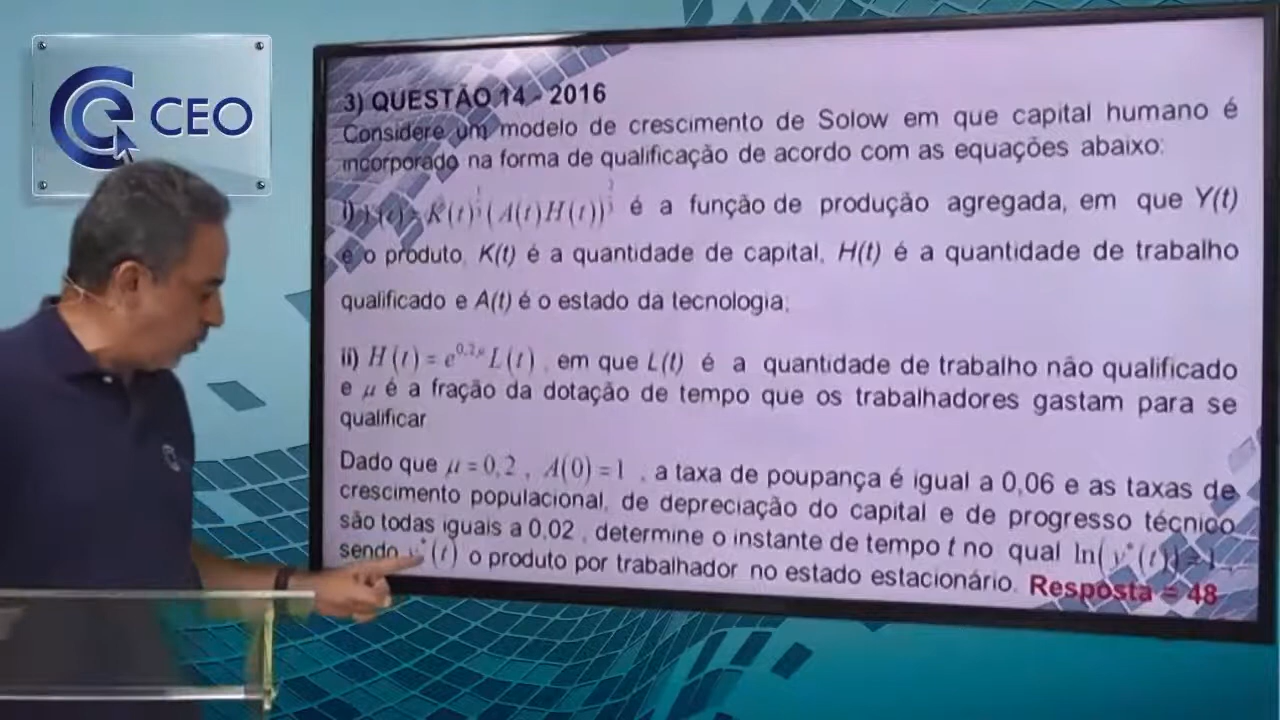 CEO
3) QUESTÃO 14 - 2016
Considere um modelo de crescimento de Solow em que capital humano é
incorporado na forma de qualificação de acordo com as equações abaixo:
K(t) (A(t)H(t)) é a função de produção agregada, em que Y(t)
é o produto, K(t) é a quantidade de capital, H(t) é a quantidade de trabalho
qualificado e A(t) é o estado da tecnologia;
ii) H(t) = e^0,2μ L(t) , em que L(t) é a quantidade de trabalho não qualificado
e μ é a fração da dotação de tempo que os trabalhadores gastam para se
qualificar
Dado que μ = 0,2 , A(0) = 1 , a taxa de poupança é igual a 0,06 e as taxas de
crescimento populacional, de depreciação do capital e de progresso técnico
são todas iguais a 0,02 , determine o instante de tempo t no qual ln(y*(t)) = 1
sendo (t) o produto por trabalhador no estado estacionário. Resposta = 48